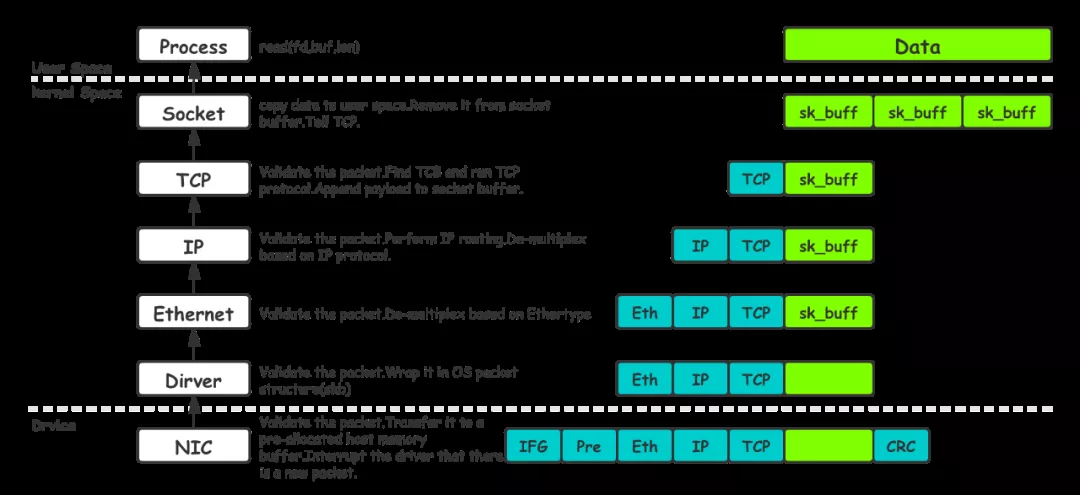 Process
read(fd,buf,len)
Data
User Space
kernel Space
Socket
copy data to user space.Remove it from socket
buffer.Tell TCP.
sk_buff sk_buff sk_buff
TCP
Validate the packet.Find TCB and run TCP
protocol.Append payload to socket buffer.
TCP sk_buff
IP
Validate the packet.Perform IP routing.De-multiplex
based on IP protocol.
IP TCP sk_buff
Ethernet
Validate the packet.De-multiplex based on Ethertype
Eth IP TCP sk_buff
Dirver
Validate the packet.Wrap it in OS packet
structure(skb)
Eth IP TCP
Drvice
NIC
Validate the packet.Transfer it to a
pre-allocated host memory
buffer.Interrupt the driver that there
is a new packet.
IFG Pre Eth IP TCP CRC